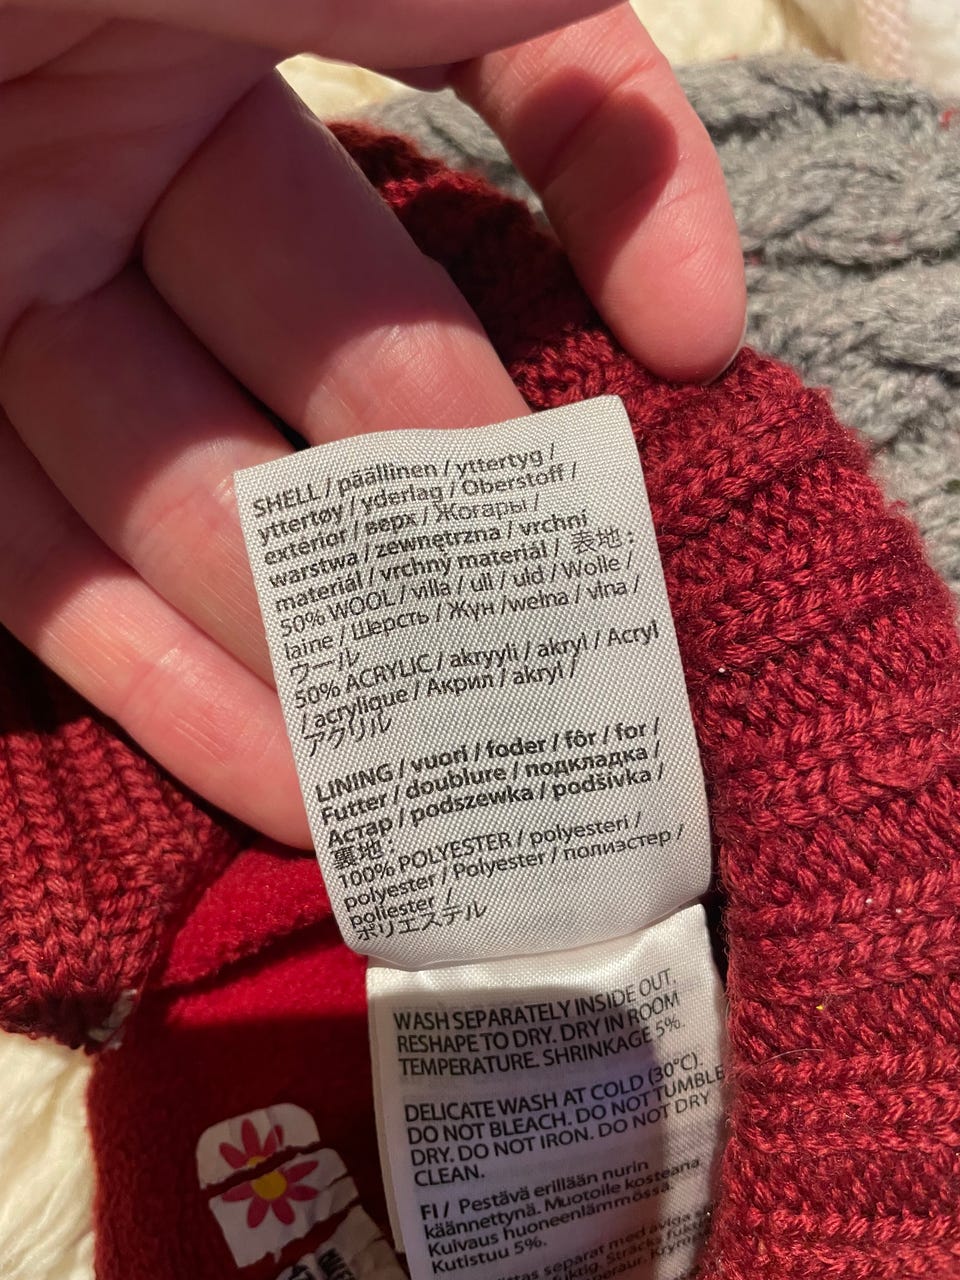 SHELL / päällinen / yttertyg /
yttertøy / yderlag / Oberstoff /
exterior / верх / Жогары /
warstwa / zewnętrzna / vrchní
materiál / vrchný materiál / 表地 :
50% WOOL / villa / ull / uld / Wolle /
laine / Шерсть / Жүн /wełna / vlna /
ウール
50% ACRYLIC / akryyli / akryl / Acryl
/ acrylique / Акрил / akryl /
アクリル
LINING / vuori / foder / fôr / for /
Futter / doublure / подкладка /
Астар / podszewka / podšívka /
裏地 :
100% POLYESTER / polyesteri /
polyester / Polyester / полиэстер /
poliester /
ポリエステル
WASH SEPARATELY INSIDE OUT.
RESHAPE TO DRY. DRY IN ROOM
TEMPERATURE. SHRINKAGE 5%.
DELICATE WASH AT COLD (30°C).
DO NOT BLEACH. DO NOT TUMBLE
DRY. DO NOT IRON. DO NOT DRY
CLEAN.
FI / Pestävä erillään nurin
käännettynä. Muotoile kosteana.
Kuivaus huoneenlämmössä.
Kutistuu 5%.
separat med aviga